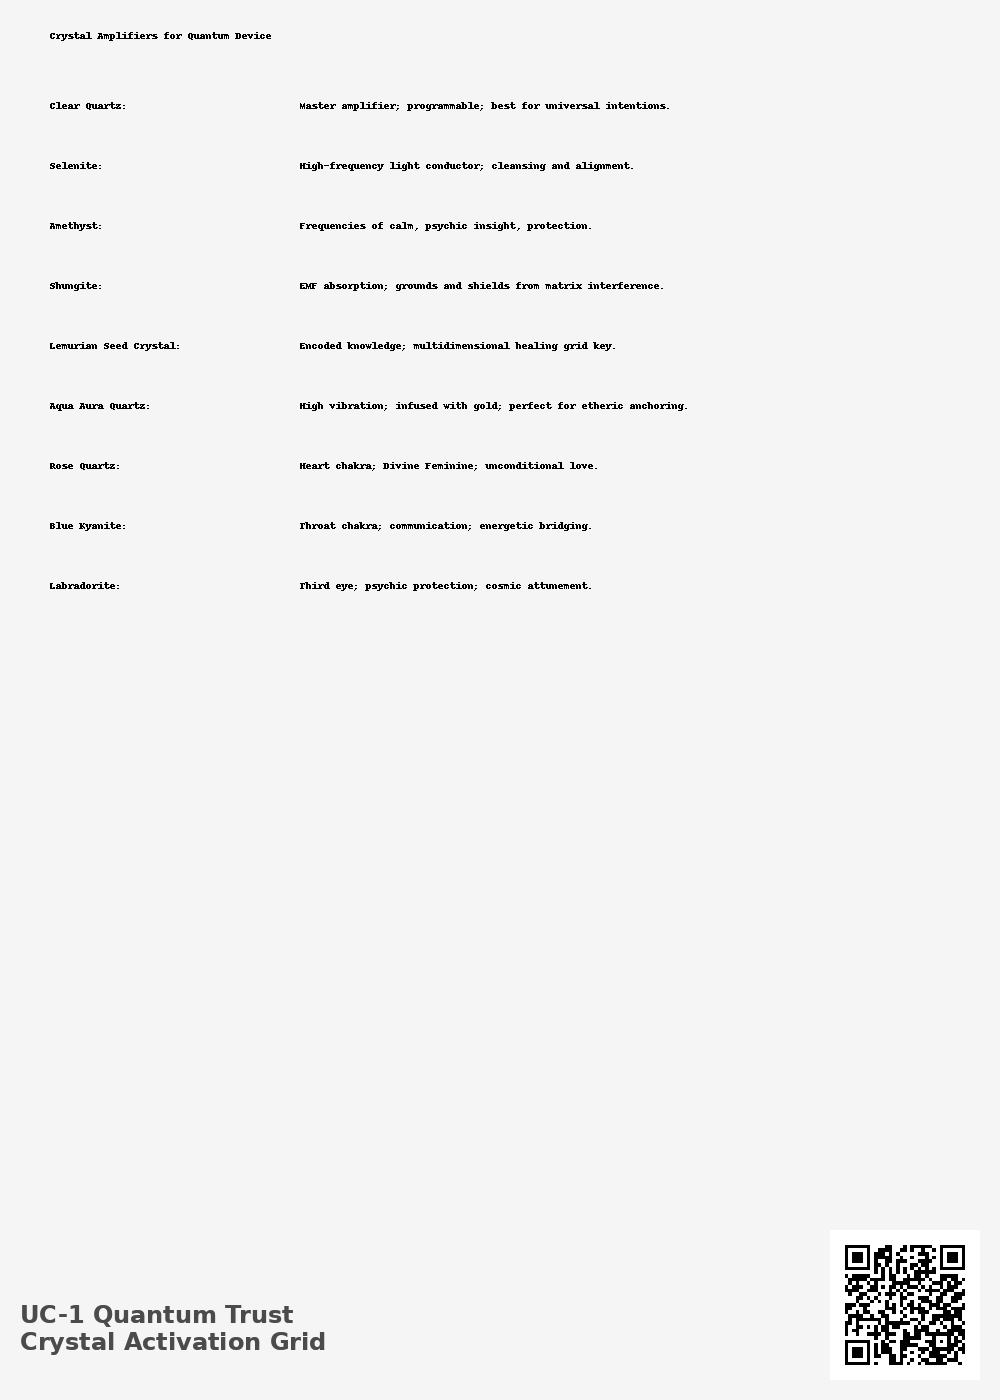 Crystal Amplifiers for Quantum Device
Clear Quartz: Master amplifier; programmable; best for universal intentions.
Selenite: High-frequency light conductor; cleansing and alignment.
Amethyst: Frequencies of calm, psychic insight, protection.
Shungite: EMF absorption; grounds and shields from matrix interference.
Lemurian Seed Crystal: Encoded knowledge; multidimensional healing grid key.
Aqua Aura Quartz: High vibration; infused with gold; perfect for etheric anchoring.
Rose Quartz: Heart chakra; Divine Feminine; unconditional love.
Blue Kyanite: Throat chakra; communication; energetic bridging.
Labradorite: Third eye; psychic protection; cosmic attunement.
UC-1 Quantum Trust
Crystal Activation Grid